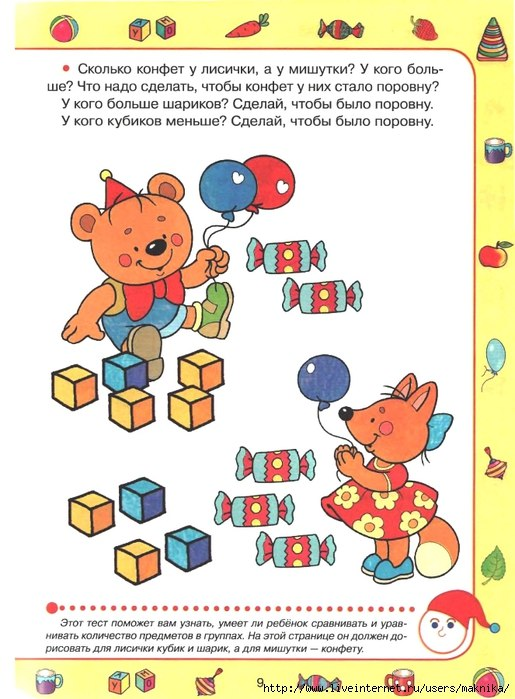 • Сколько конфет у лисички, а у мишутки? У кого боль-
ше? Что надо сделать, чтобы конфет у них стало поровну?
У кого больше шариков? Сделай, чтобы было поровну.
У кого кубиков меньше? Сделай, чтобы было поровну.
Этот тест поможет вам узнать, умеет ли ребёнок сравнивать и урав-
нивать количество предметов в группах. На этой странице он должен до-
рисовать для лисички кубик и шарик, а для мишутки — конфету.
9
http://www.liveinternet.ru/users/maknika/